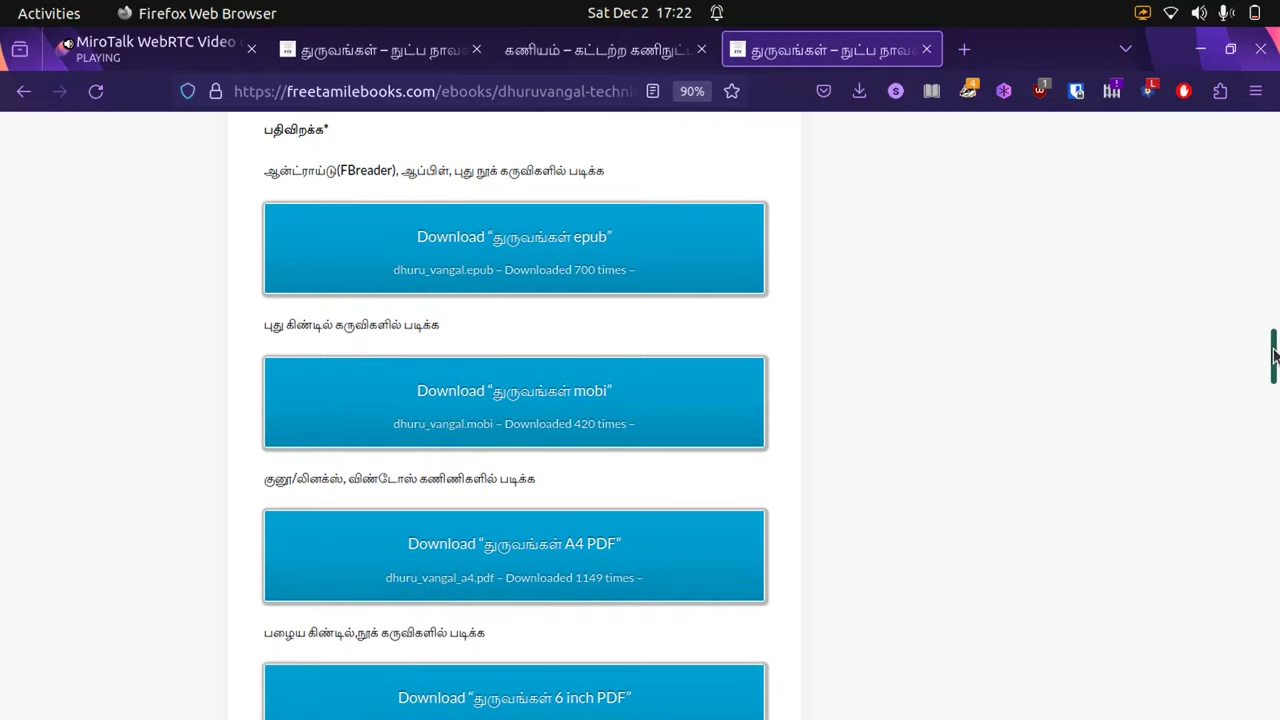 Activities
Firefox Web Browser
Sat Dec 2 17:22
MiroTalk WebRTC Video
PLAYING
துருவங்கள் – நுட்ப நாவ
கணியம் – கட்டற்ற கணிநுட்ட
துருவங்கள் – நுட்ப நாவ
https://freetamilebooks.com/ebooks/dhuruvangal-techni
90%
4
1
!
L
பதிவிறக்க*
ஆன்ட்ராய்டு(FBreader), ஆப்பிள், புது நூக் கருவிகளில் படிக்க
Download “துருவங்கள் epub”
dhuru_vangal.epub – Downloaded 700 times –
புது கிண்டில் கருவிகளில் படிக்க
Download “துருவங்கள் mobi”
dhuru_vangal.mobi – Downloaded 420 times –
குனூ/லினக்ஸ், விண்டோஸ் கணிணிகளில் படிக்க
Download “துருவங்கள் A4 PDF”
dhuru_vangal_a4.pdf – Downloaded 1149 times –
பழைய கிண்டில்,நூக் கருவிகளில் படிக்க
Download “துருவங்கள் 6 inch PDF”